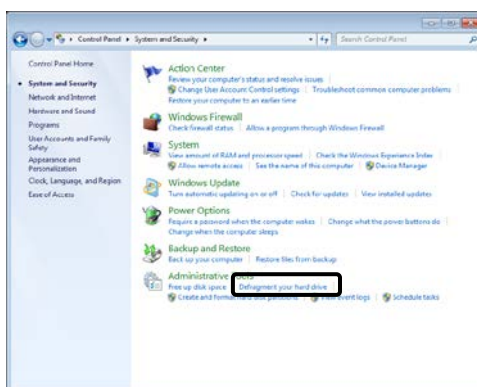 Control Panel ▸ System and Security ▸
Search Control Panel
Control Panel Home
System and Security
Network and Internet
Hardware and Sound
Programs
User Accounts and Family
Safety
Appearance and
Personalization
Clock, Language, and Region
Ease of Access
Action Center
Review your computer's status and resolve issues
Change User Account Control settings | Troubleshoot common computer problems
Restore your computer to an earlier time
Windows Firewall
Check firewall status | Allow a program through Windows Firewall
System
View amount of RAM and processor speed | Check the Windows Experience Index
Allow remote access | See the name of this computer | Device Manager
Windows Update
Turn automatic updating on or off | Check for updates | View installed updates
Power Options
Require a password when the computer wakes | Change what the power buttons do
Change when the computer sleeps
Backup and Restore
Back up your computer | Restore files from backup
Administrative
Free up disk space | Defragment your hard drive
Create and format hard disk partitions | View event logs | Schedule tasks